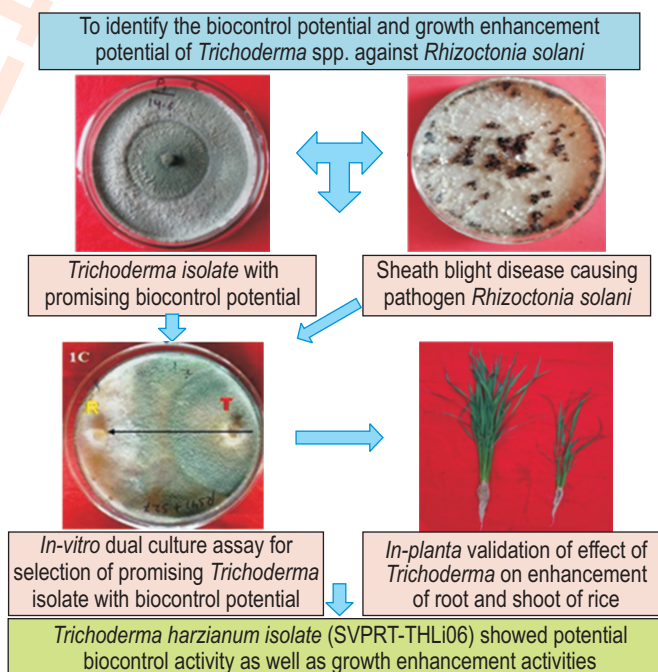 To identify the biocontrol potential and growth enhancement
potential of Trichoderma spp. against Rhizoctonia solani
Trichoderma isolate with
promising biocontrol potential
Sheath blight disease causing
pathogen Rhizoctonia solani
1C
R
T
In-vitro dual culture assay for
selection of promising Trichoderma
isolate with biocontrol potential
In-planta validation of effect of
Trichoderma on enhancement
of root and shoot of rice
Trichoderma harzianum isolate (SVPRT-THLi06) showed potential
biocontrol activity as well as growth enhancement activities